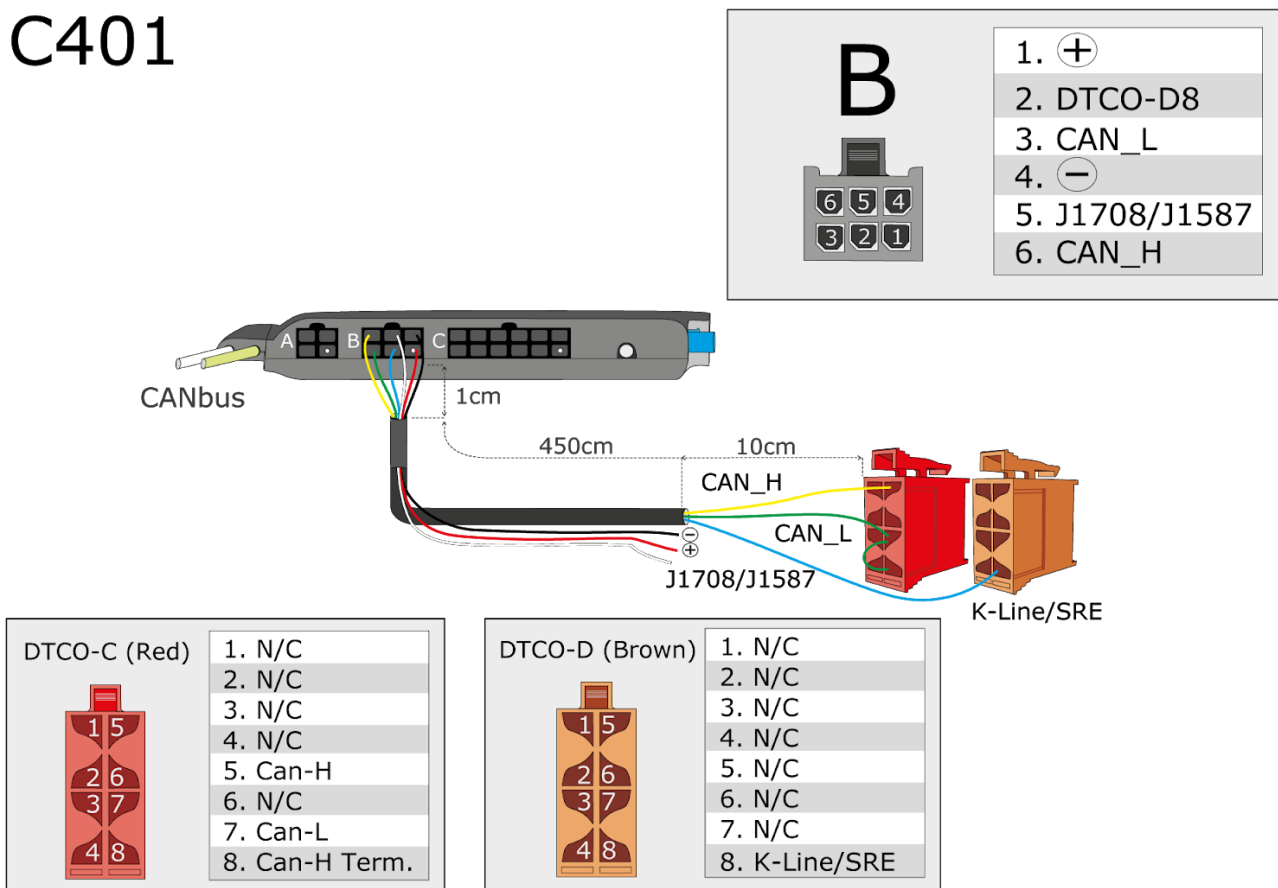 C401
B
1. +
2. DTCO-D8
3. CAN_L
4. −
5. J1708/J1587
6. CAN_H
6 5 4
3 2 1
A B C
CANbus
1cm
450cm
10cm
CAN_H
CAN_L
−
+
J1708/J1587
K-Line/SRE
DTCO-C (Red)
1 5
2 6
3 7
4 8
1. N/C
2. N/C
3. N/C
4. N/C
5. Can-H
6. N/C
7. Can-L
8. Can-H Term.
DTCO-D (Brown)
1 5
2 6
3 7
4 8
1. N/C
2. N/C
3. N/C
4. N/C
5. N/C
6. N/C
7. N/C
8. K-Line/SRE